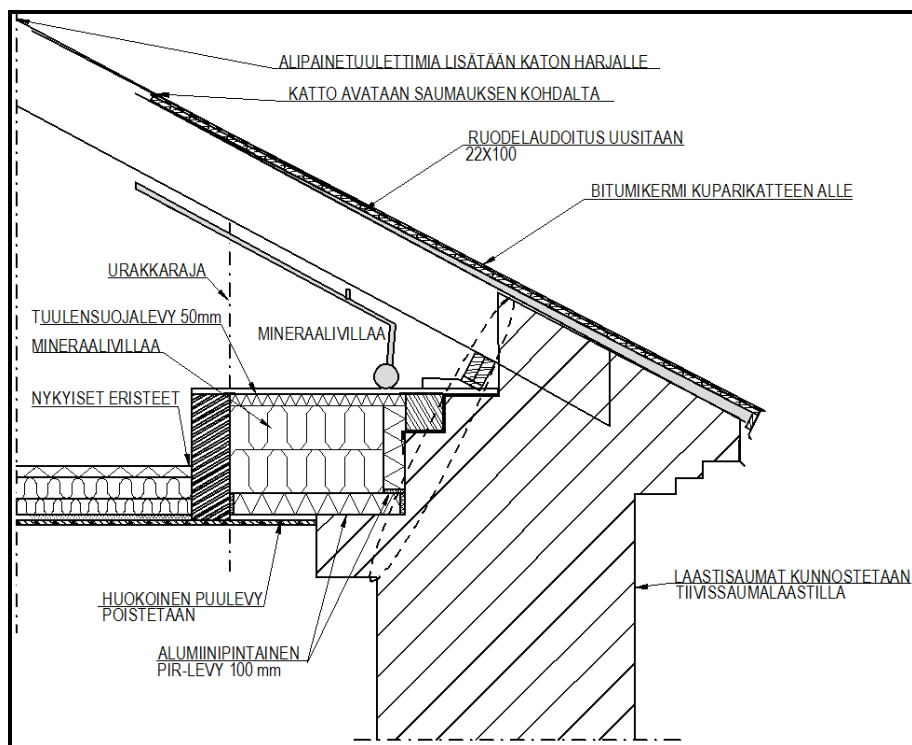 ALIPAINETUULETTIMIA LISÄTÄÄN KATON HARJALLE
KATTO AVATAAN SAUMAUKSEN KOHDALTA
RUODELAUDOITUS UUSITAAN
22X100
BITUMIKERMI KUPARIKATTEEN ALLE
URAKKARAJA
TUULENSUOJALEVY 50mm
MINERAALIVILLAA
MINERAALIVILLAA
NYKYISET ERISTEET
HUOKOINEN PUULEVY
POISTETAAN
ALUMIINIPINTAINEN
PIR-LEVY 100 mm
LAASTISAUMAT KUNNOSTETAAN
TIIVISSAUMALAASTILLA